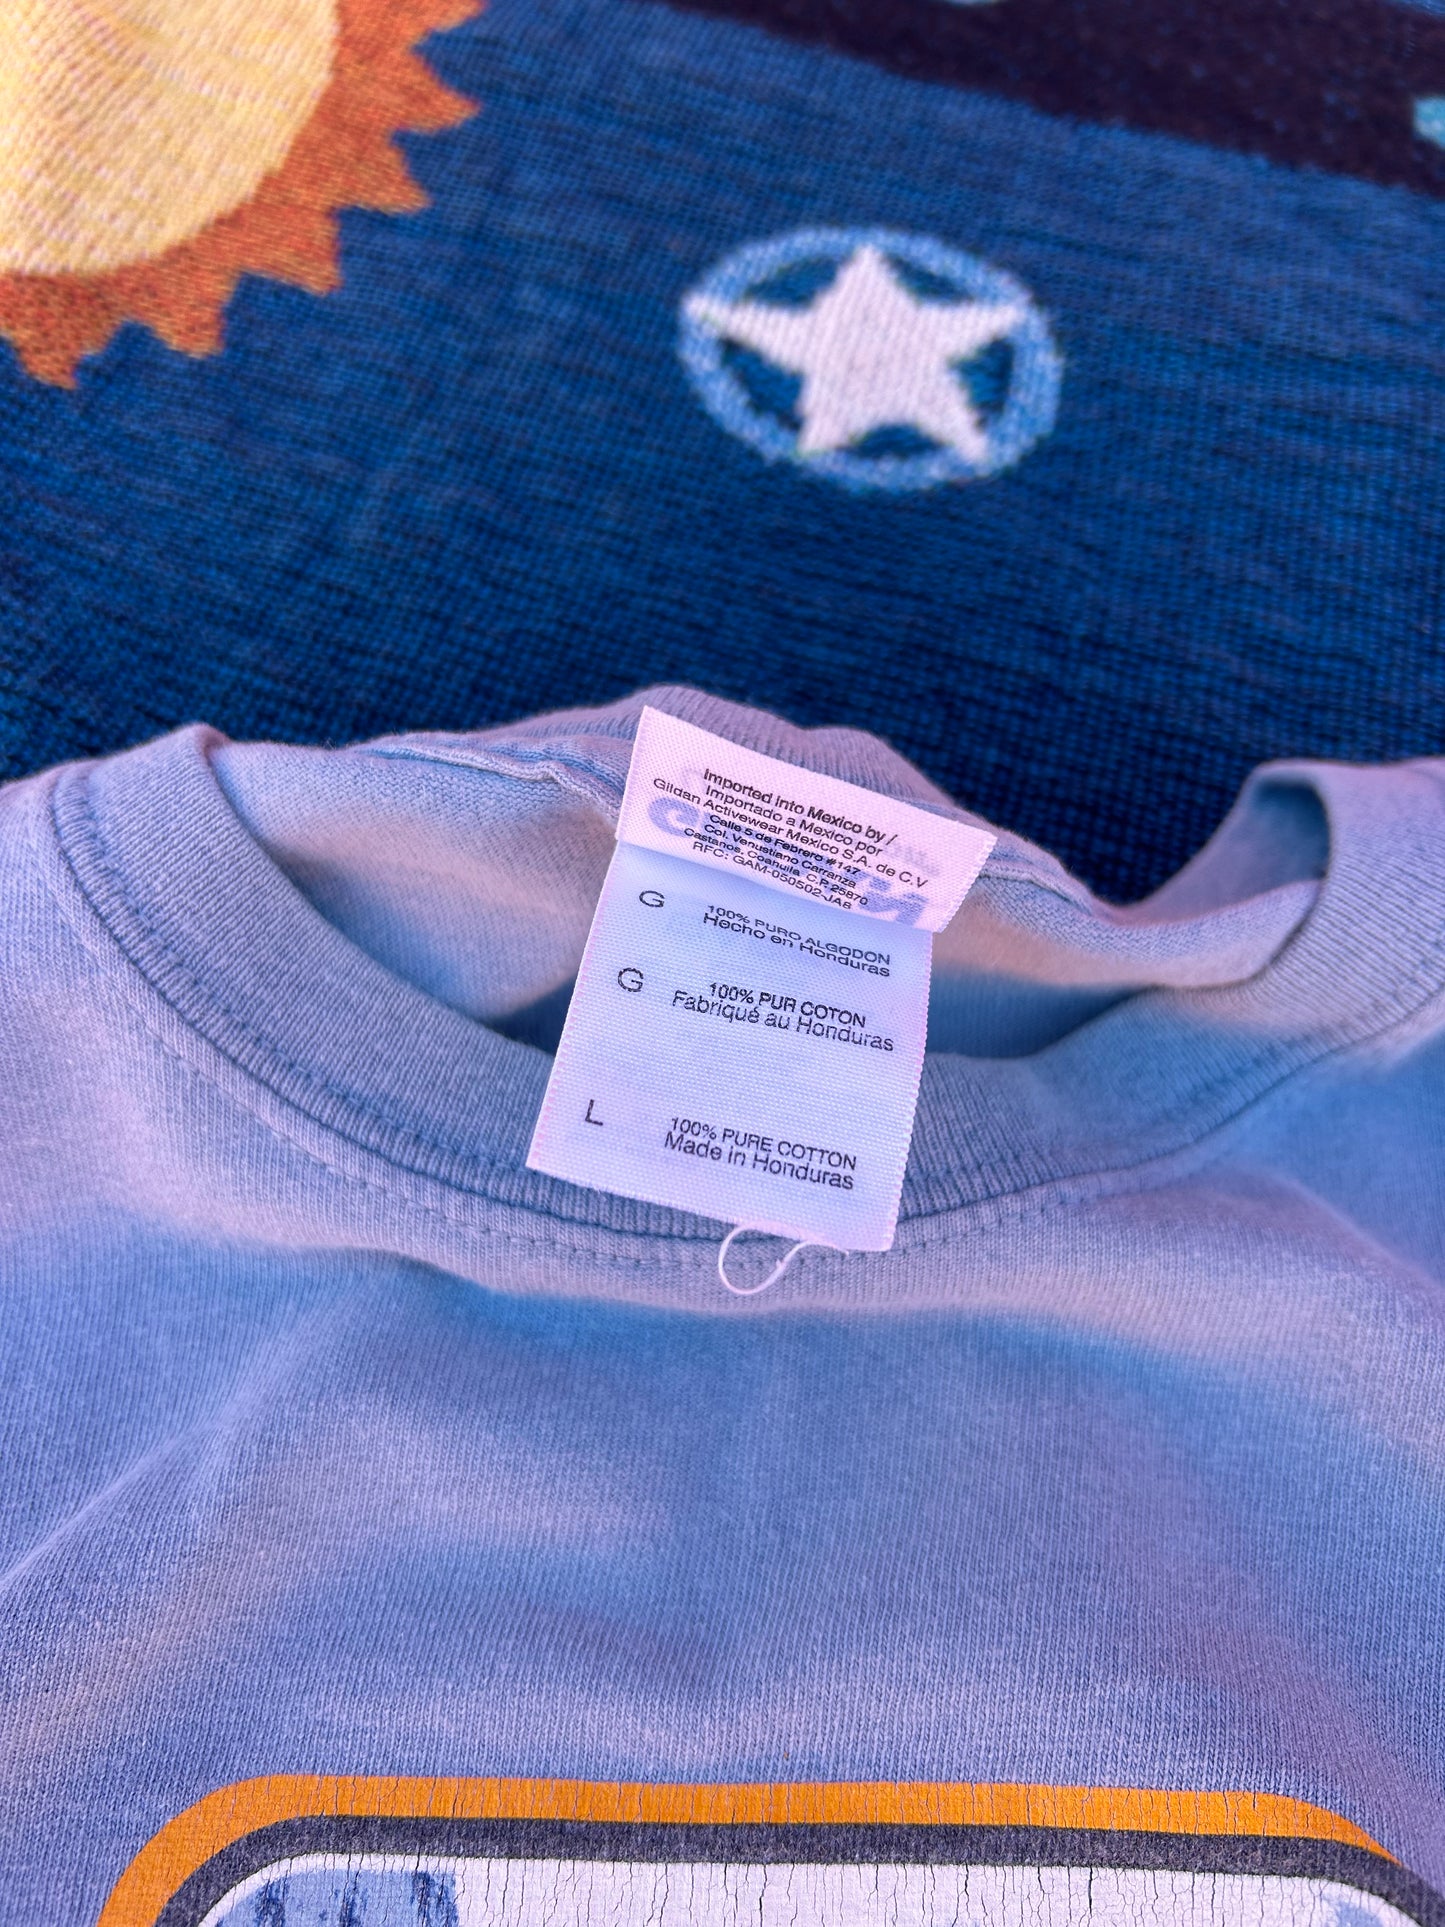 Imported into Mexico by /
Importado a Mexico por
Gildan Activewear Mexico S.A. de C.V
Calle 5 de Febrero #147
Col. Venustiano Carranza
Castanos, Coahuila C.P. 25870
RFC: GAM-050502-JA8
G 100% PURO ALGODON
Hecho en Honduras
G 100% PUR COTON
Fabriqué au Honduras
L 100% PURE COTTON
Made in Honduras